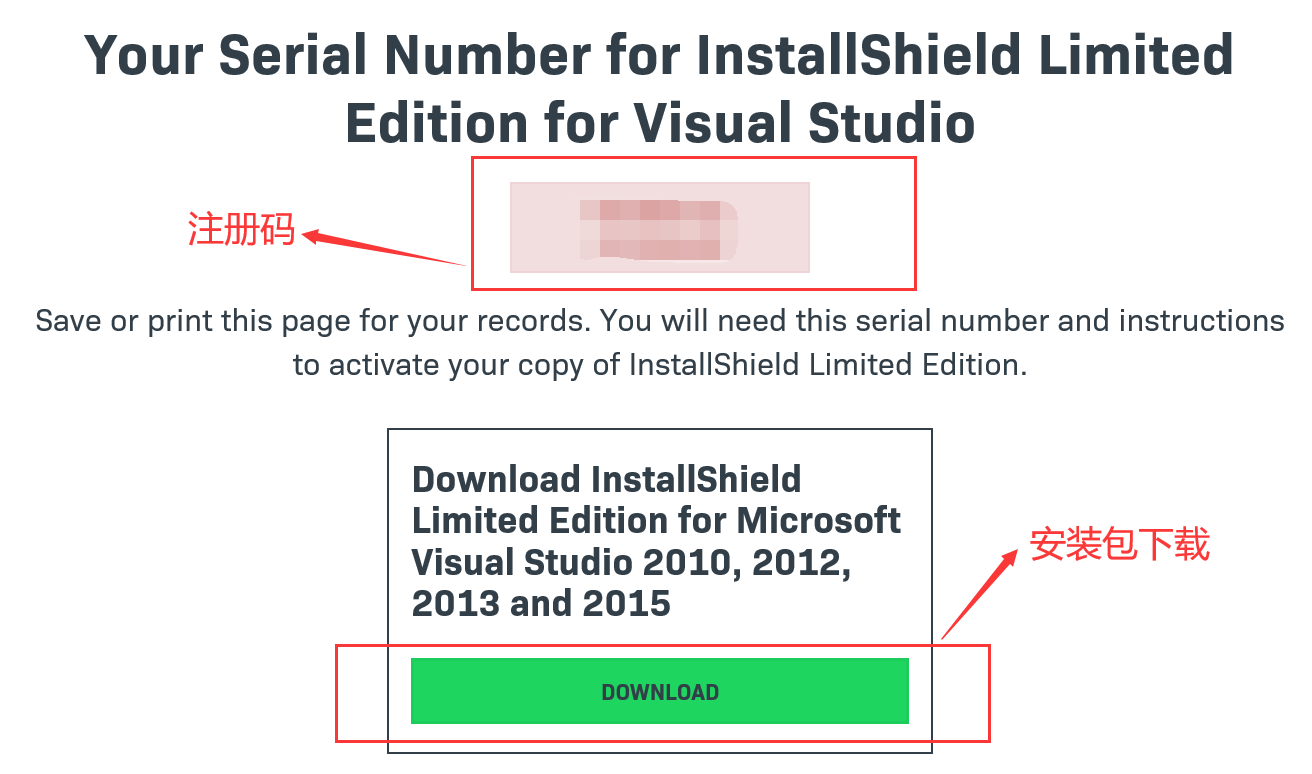 Your Serial Number for InstallShield Limited
Edition for Visual Studio
注册码
Save or print this page for your records. You will need this serial number and instructions
to activate your copy of InstallShield Limited Edition.
Download InstallShield
Limited Edition for Microsoft
Visual Studio 2010, 2012,
2013 and 2015
安装包下载
DOWNLOAD